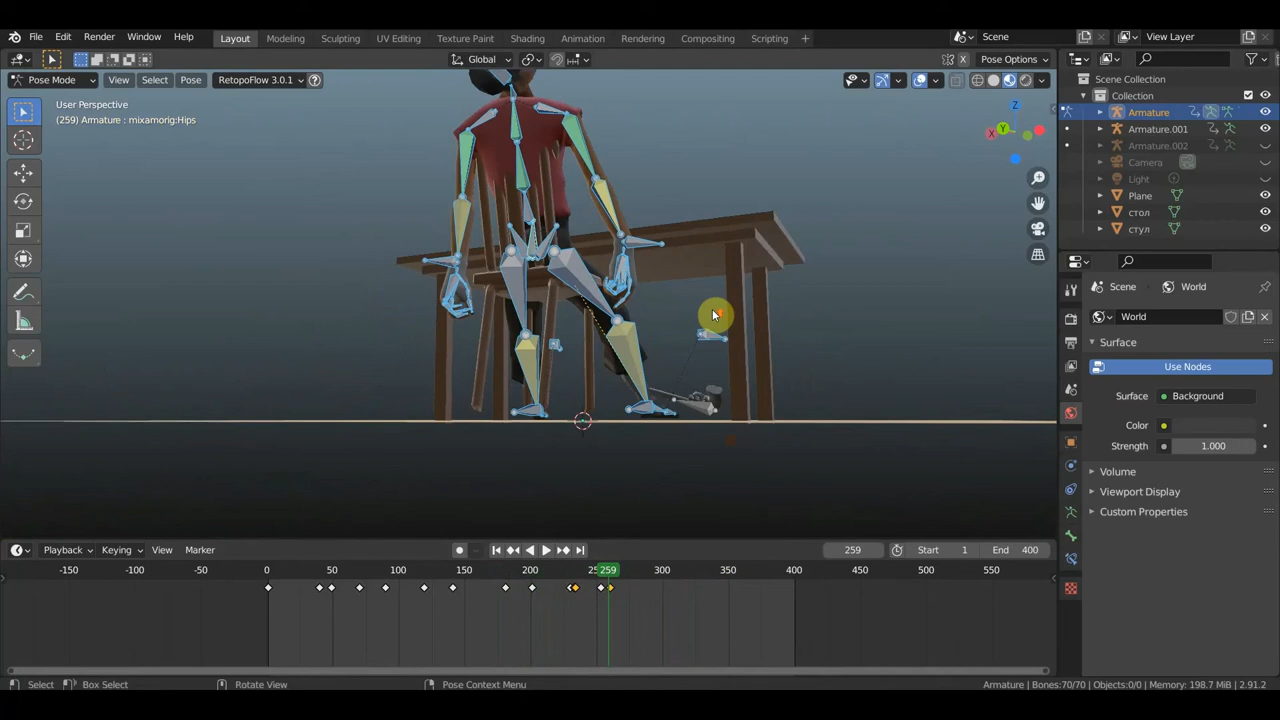 File Edit Render Window Help Layout Modeling Sculpting UV Editing Texture Paint Shading Animation Rendering Compositing Scripting + Scene View Layer
Global Pose Options
Pose Mode View Select Pose RetopoFlow 3.0.1
User Perspective
(259) Armature : mixamorig:Hips
Z
Y
X
Scene Collection
Collection
Armature
Armature.001
Armature.002
Camera
Light
Plane
стол
стул
Scene World
World
Surface
Use Nodes
Surface Background
Color
Strength 1.000
Volume
Viewport Display
Custom Properties
Playback Keying View Marker 259 Start 1 End 400
-150 -100 -50 0 50 100 150 200 259 300 350 400 450 500 550
Select Box Select Rotate View Pose Context Menu Armature | Bones:70/70 | Objects:0/0 | Memory: 198.7 MiB | 2.91.2